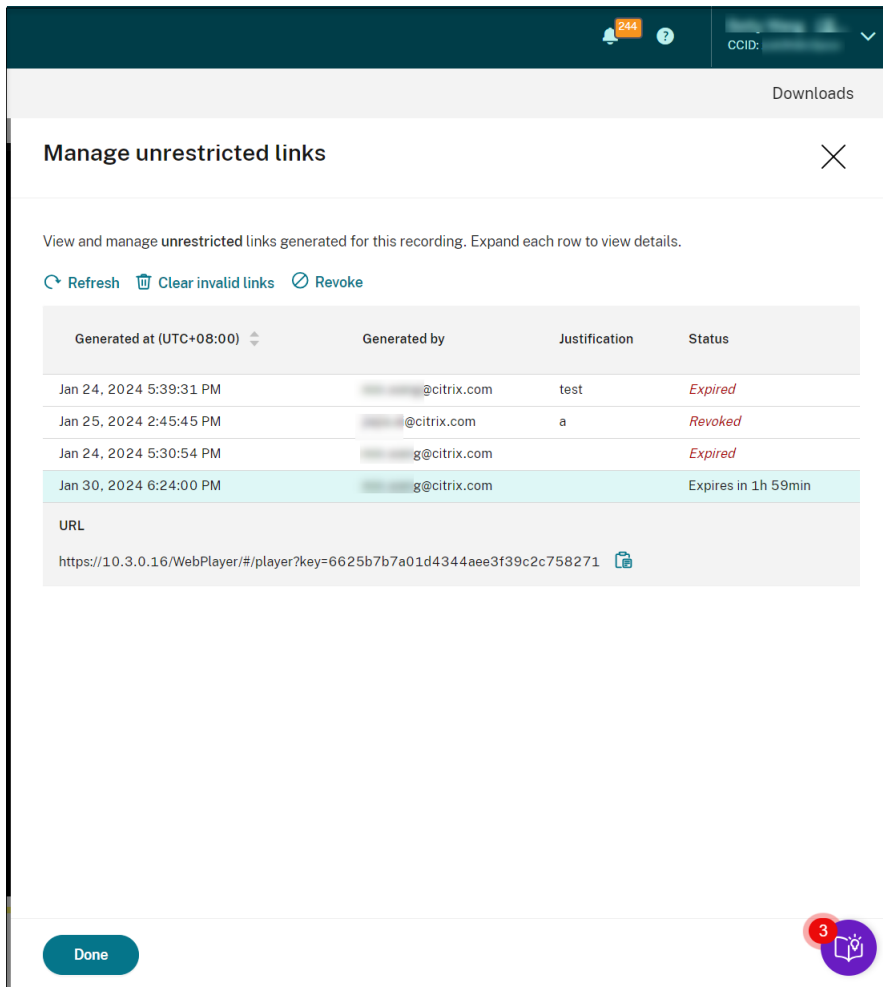 244
?
CCID:
Downloads
Manage unrestricted links
View and manage unrestricted links generated for this recording. Expand each row to view details.
Refresh Clear invalid links Revoke
Generated at (UTC+08:00) Generated by Justification Status
Jan 24, 2024 5:39:31 PM @citrix.com test Expired
Jan 25, 2024 2:45:45 PM @citrix.com a Revoked
Jan 24, 2024 5:30:54 PM g@citrix.com Expired
Jan 30, 2024 6:24:00 PM g@citrix.com Expires in 1h 59min
URL
https://10.3.0.16/WebPlayer/#/player?key=6625b7b7a01d4344aee3f39c2c758271
Done
3